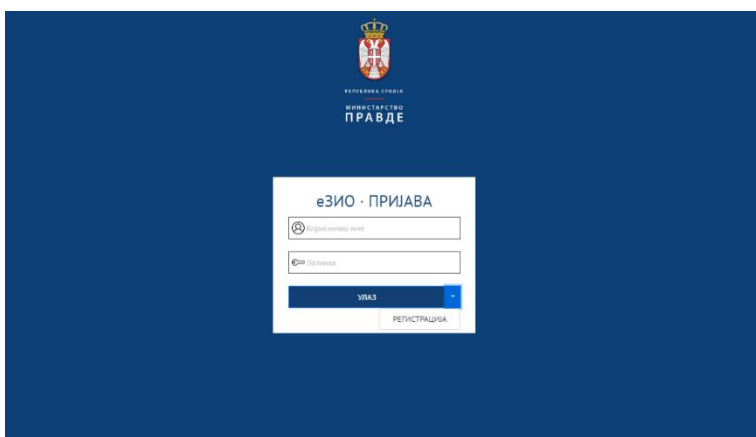 РЕПУБЛИКА СРБИЈА
МИНИСТАРСТВО
ПРАВДЕ
еЗИО · ПРИЈАВА
Корисничко име
Лозинка
УЛАЗ
РЕГИСТРАЦИЈА